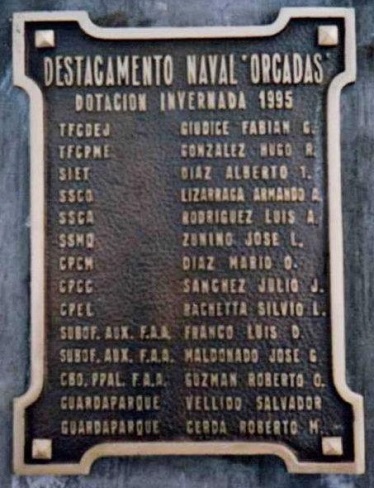 DESTACAMENTO NAVAL "ORCADAS"
DOTACION INVERNADA 1995
TFCDEJ GIUDICE FABIAN G.
TFCPME GONZALEZ HUGO R.
SIET DIAZ ALBERTO T.
SSCO LIZARRAGA ARMANDO A.
SSCA RODRIGUEZ LUIS A.
SSMQ ZUNINO JOSE L.
CPCM DIAZ MARIO O.
CPCC SANCHEZ JULIO J.
CPEL RACHETTA SILVIO L.
SUBOF. AUX. F.A.A. FRANCO LUIS D.
SUBOF. AUX. F.A.A. MALDONADO JOSE G
CBO. PPAL. F.A.A. GUZMAN ROBERTO O.
GUARDAPARQUE VELLIDO SALVADOR
GUARDAPARQUE CERDA ROBERTO M.